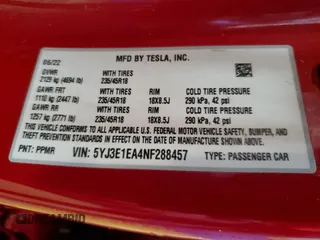 MFD BY TESLA, INC.
06/22
GVWR WITH TIRES
2129 kg (4694 lb) 235/45R18
GAWR FRT WITH TIRES RIM COLD TIRE PRESSURE
1110 kg (2447 lb) 235/45R18 18X8.5J 290 kPa, 42 psi
GAWR RR WITH TIRES RIM COLD TIRE PRESSURE
1257 kg (2771 lb) 235/45R18 18X8.5J 290 kPa, 42 psi
THIS VEHICLE CONFORMS TO ALL APPLICABLE FEDERAL MOTOR VEHICLE SAFETY, BUMPER, AND
THEFT PREVENTION STANDARDS IN EFFECT ON THE DATE OF MANUFACTURE SHOWN ABOVE.
PNT: PPMR VIN: 5YJ3E1EA4NF288457 TYPE: PASSENGER CAR